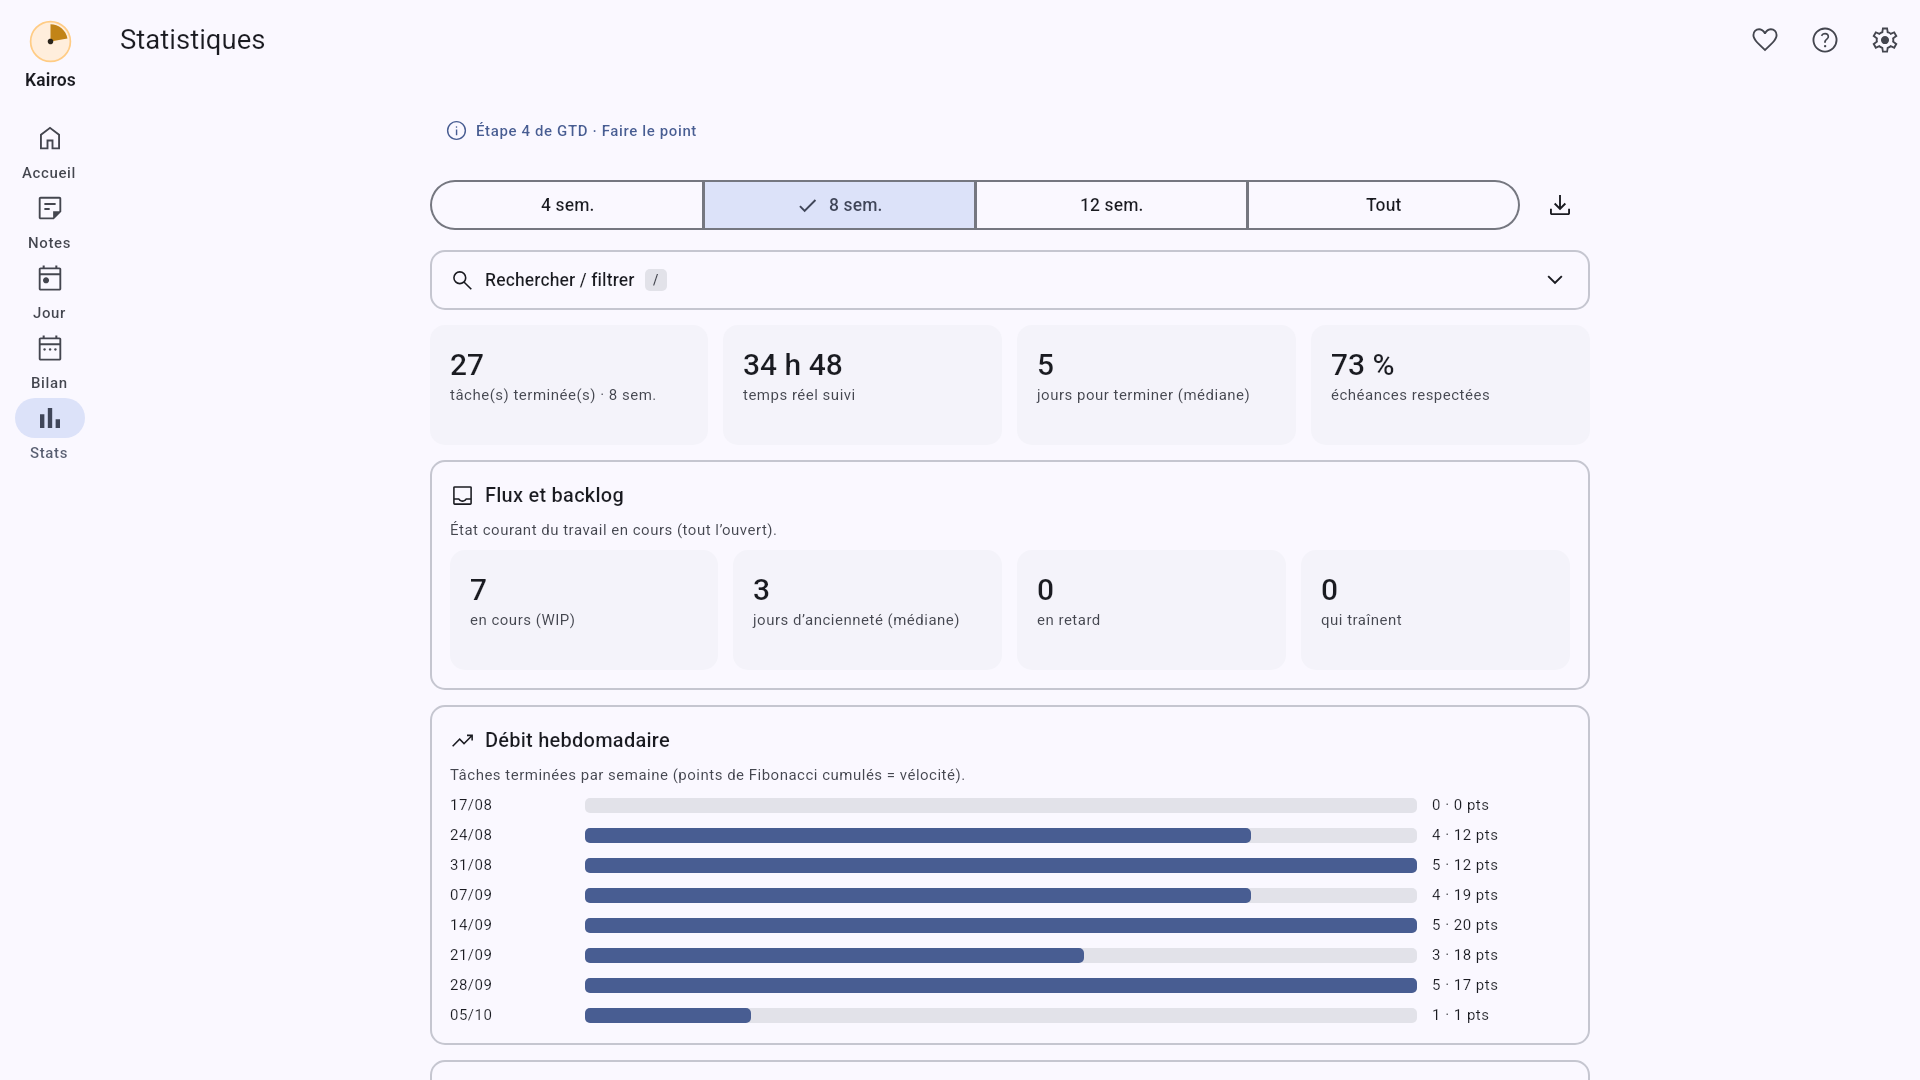 Kairos
Statistiques
Accueil
Notes
Jour
Bilan
Stats
Étape 4 de GTD · Faire le point
4 sem.
8 sem.
12 sem.
Tout
Rechercher / filtrer /
27
tâche(s) terminée(s) · 8 sem.
34 h 48
temps réel suivi
5
jours pour terminer (médiane)
73 %
échéances respectées
Flux et backlog
État courant du travail en cours (tout l’ouvert).
7
en cours (WIP)
3
jours d’ancienneté (médiane)
0
en retard
0
qui traînent
Débit hebdomadaire
Tâches terminées par semaine (points de Fibonacci cumulés = vélocité).
17/08 0 · 0 pts
24/08 4 · 12 pts
31/08 5 · 12 pts
07/09 4 · 19 pts
14/09 5 · 20 pts
21/09 3 · 18 pts
28/09 5 · 17 pts
05/10 1 · 1 pts